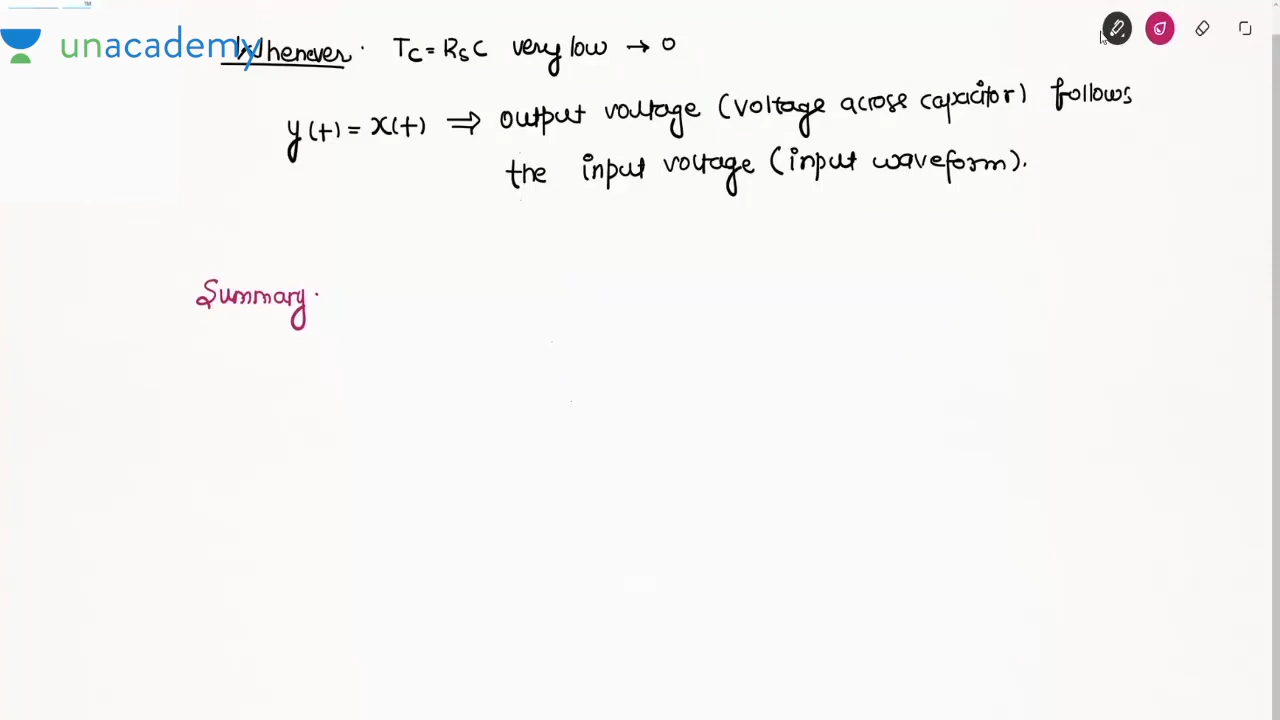 unacademy
Whenever. Tc = RsC very low → 0
y(t) = x(t) ⇒ output voltage (voltage across capacitor) follows
the input voltage (input waveform).
Summary.